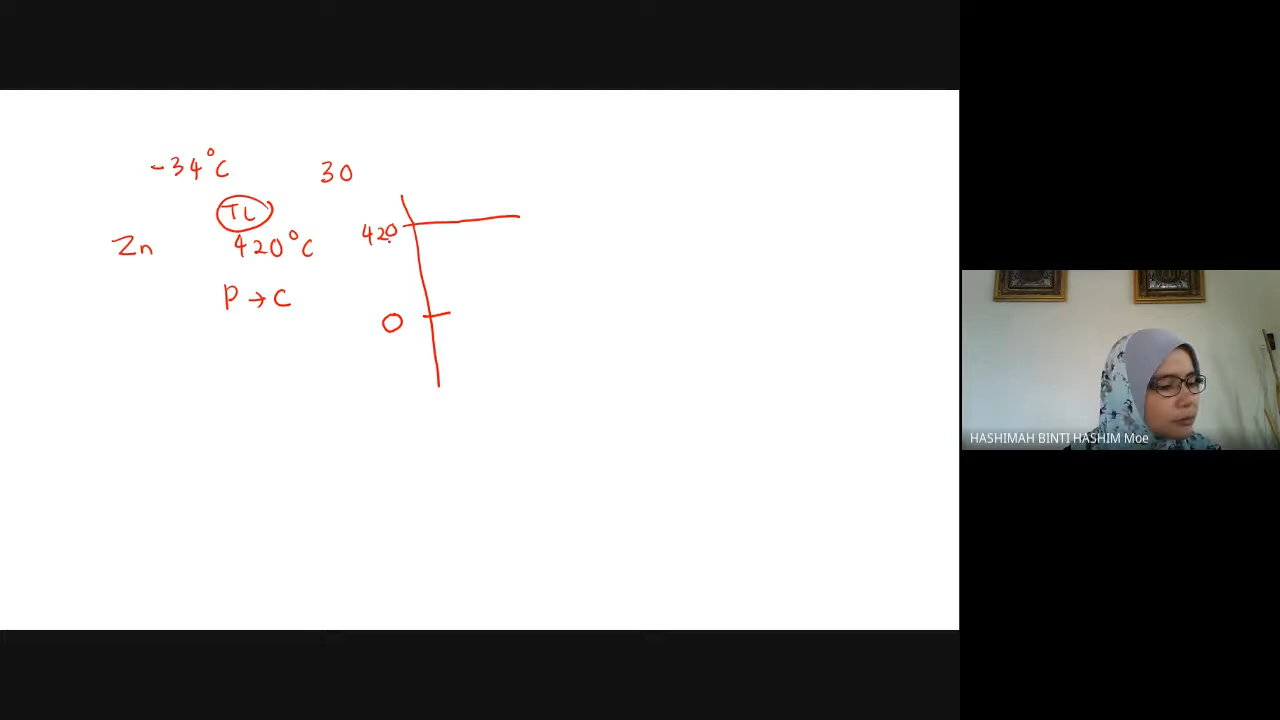 -34°C 30
TL
Zn 420°C 420
P → C
0
HASHIMAH BINTI HASHIM Moe